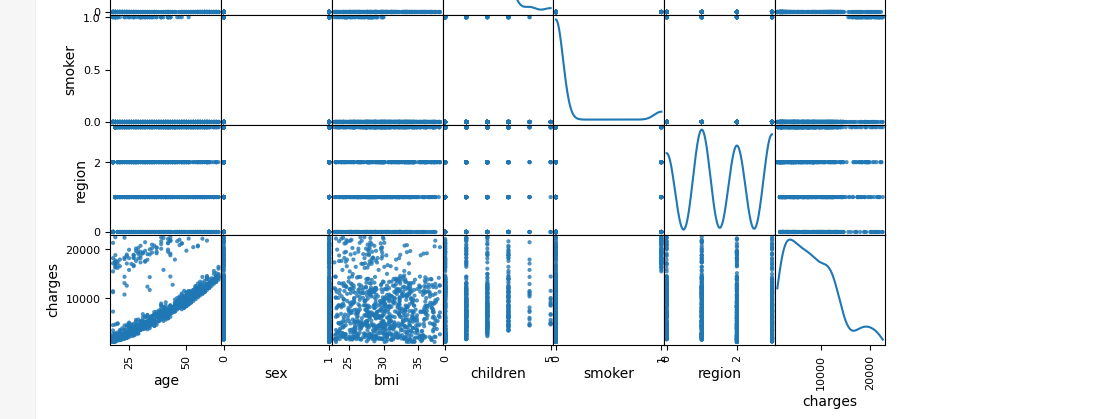 0
1.0
smoker
0.5
0.0
region
2
0
charges
20000
10000
25 50 0 1 25 30 35 0 5 0 1 0 2 10000 20000
age sex bmi children smoker region
charges